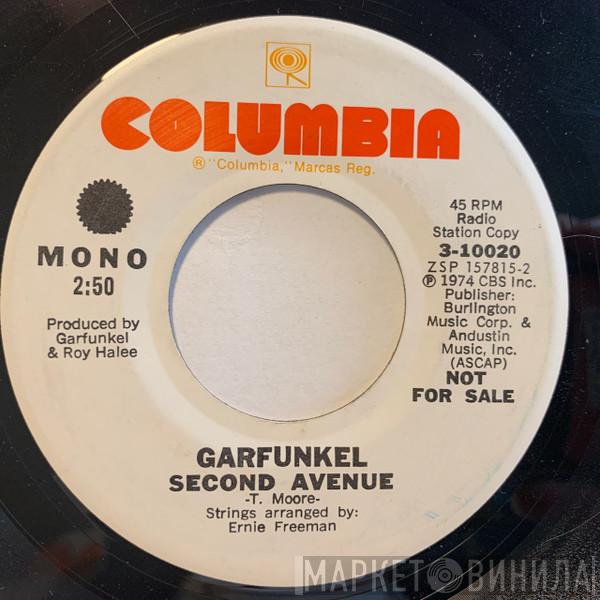 COLUMBIA
® "Columbia," Marcas Reg.
MONO
2:50
Produced by
Garfunkel
& Roy Halee
45 RPM
Radio
Station Copy
3-10020
ZSP 157815-2
℗ 1974 CBS Inc.
Publisher:
Burlington
Music Corp. &
Andustin
Music, Inc.
(ASCAP)
NOT
FOR SALE
GARFUNKEL
SECOND AVENUE
-T. Moore-
Strings arranged by:
Ernie Freeman
МАРКЕТ ВИНИЛА